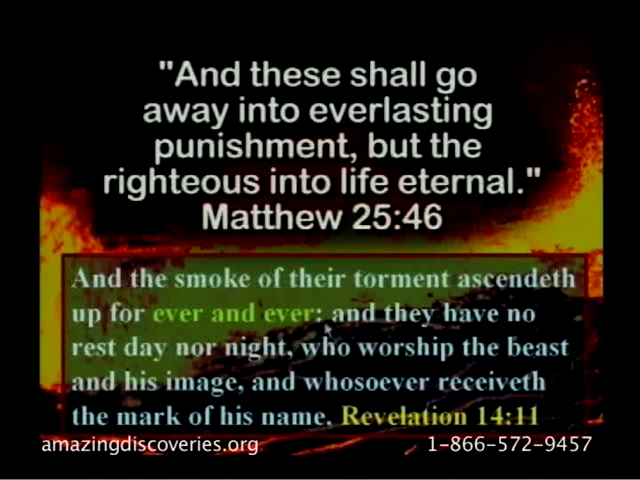 "And these shall go
away into everlasting
punishment, but the
righteous into life eternal."
Matthew 25:46
And the smoke of their torment ascendeth
up for ever and ever: and they have no
rest day nor night, who worship the beast
and his image, and whosoever receiveth
the mark of his name. Revelation 14:11
amazingdiscoveries.org 1-866-572-9457